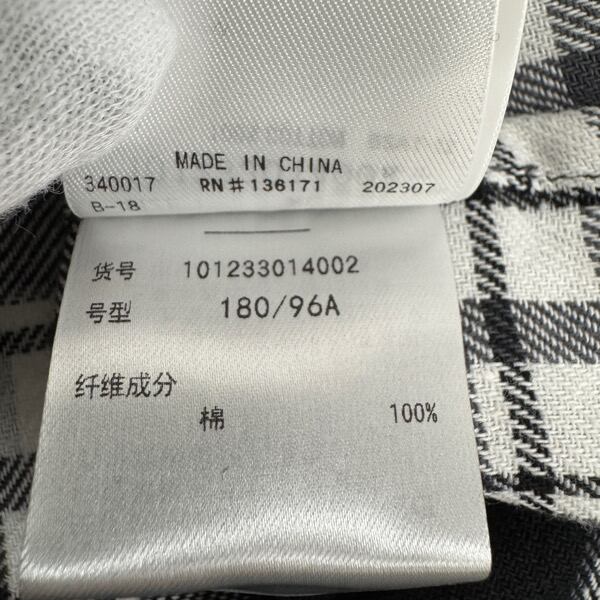 MADE IN CHINA
340017 RN#136171 202307
B-18
货号 101233014002
号型 180/96A
纤维成分
棉 100%